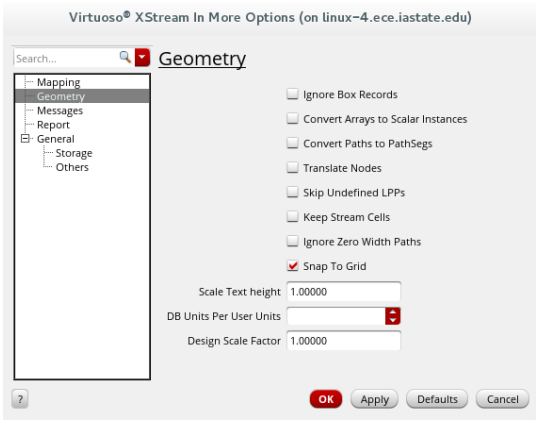 Virtuoso® XStream In More Options (on linux-4.ece.iastate.edu)
Search...
Geometry
Mapping
Geometry
Messages
Report
General
Storage
Others
Ignore Box Records
Convert Arrays to Scalar Instances
Convert Paths to PathSegs
Translate Nodes
Skip Undefined LPPs
Keep Stream Cells
Ignore Zero Width Paths
Snap To Grid
Scale Text height 1.00000
DB Units Per User Units
Design Scale Factor 1.00000
? OK Apply Defaults Cancel